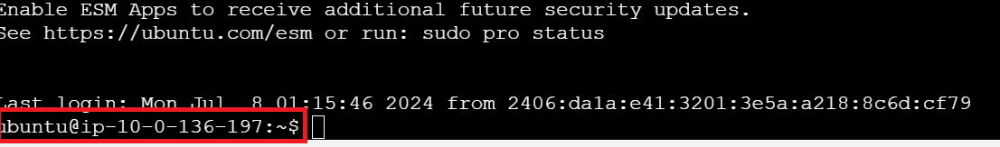 Enable ESM Apps to receive additional future security updates.
See https://ubuntu.com/esm or run: sudo pro status
Last login: Mon Jul  8 01:15:46 2024 from 2406:da1a:e41:3201:3e5a:a218:8c6d:cf79
ubuntu@ip-10-0-136-197:~$